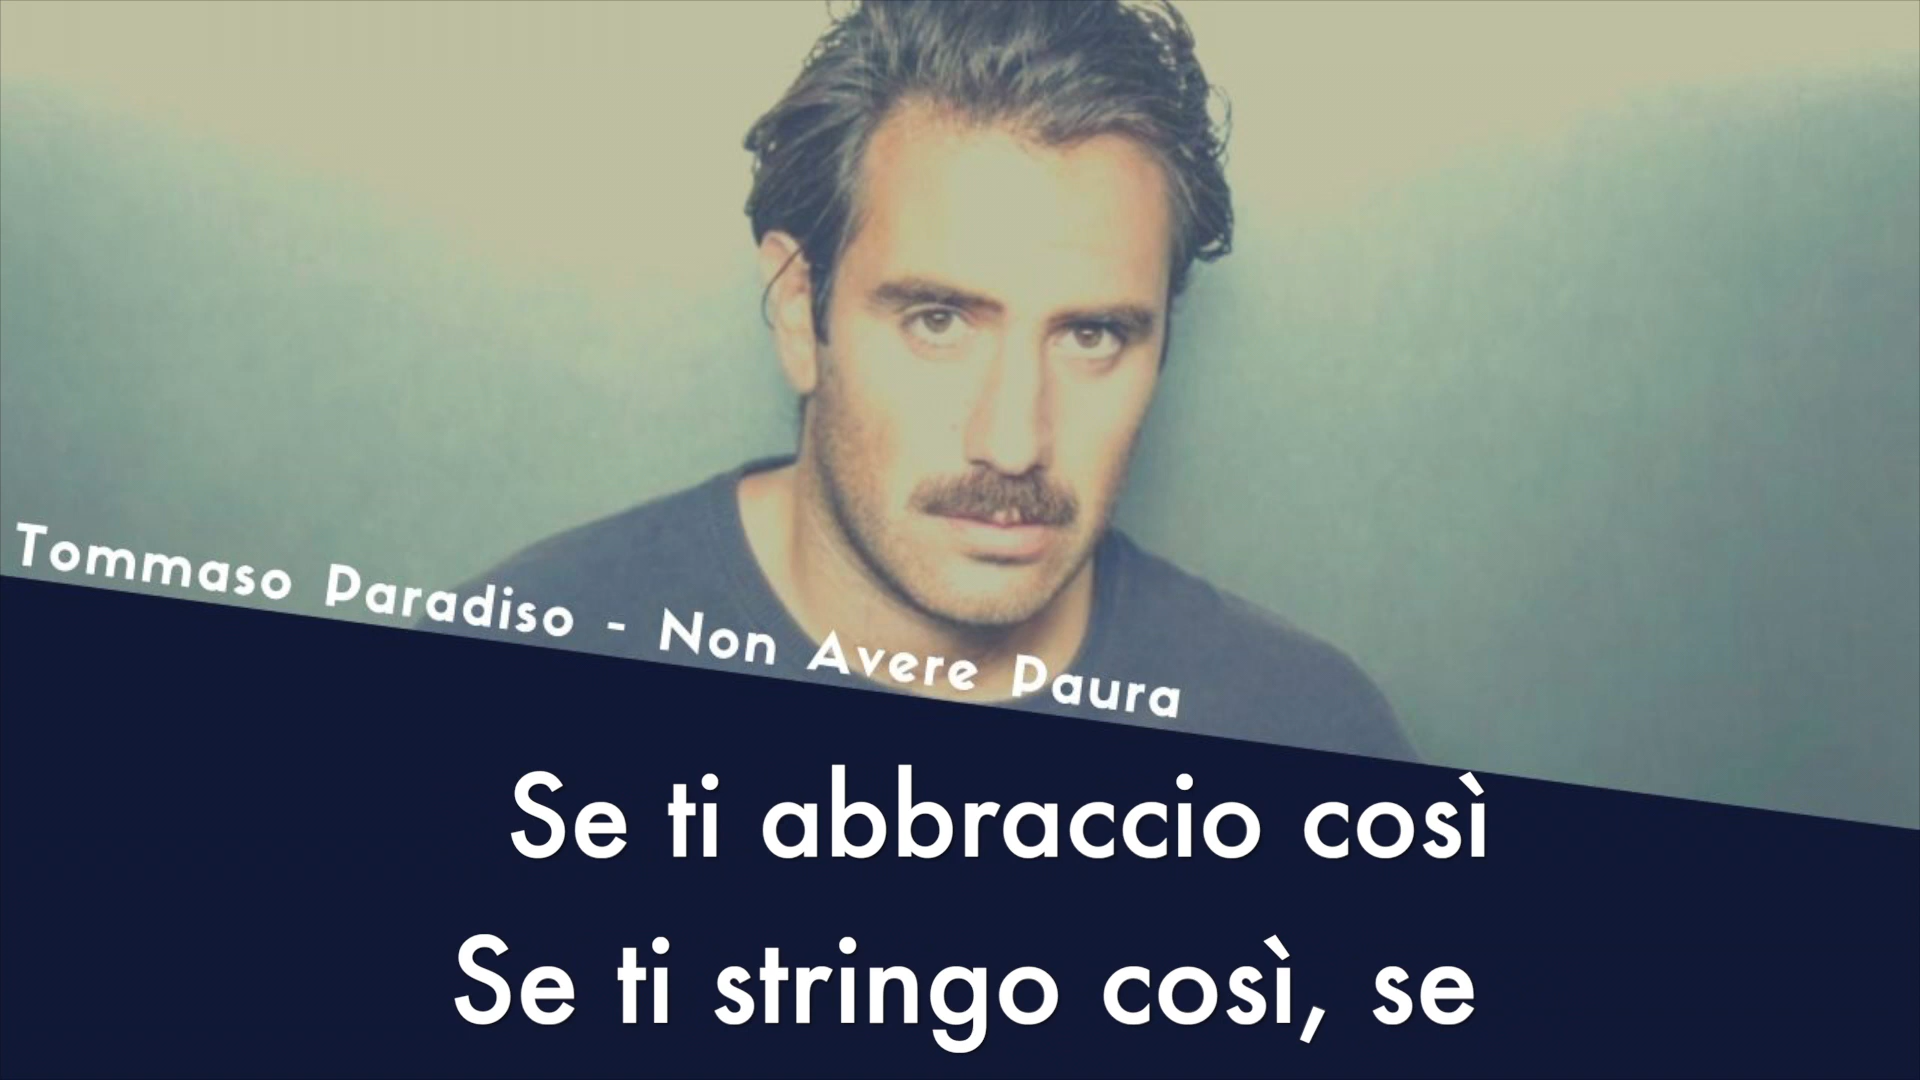 Tommaso Paradiso - Non Avere Paura
Se ti abbraccio così
Se ti stringo così, se